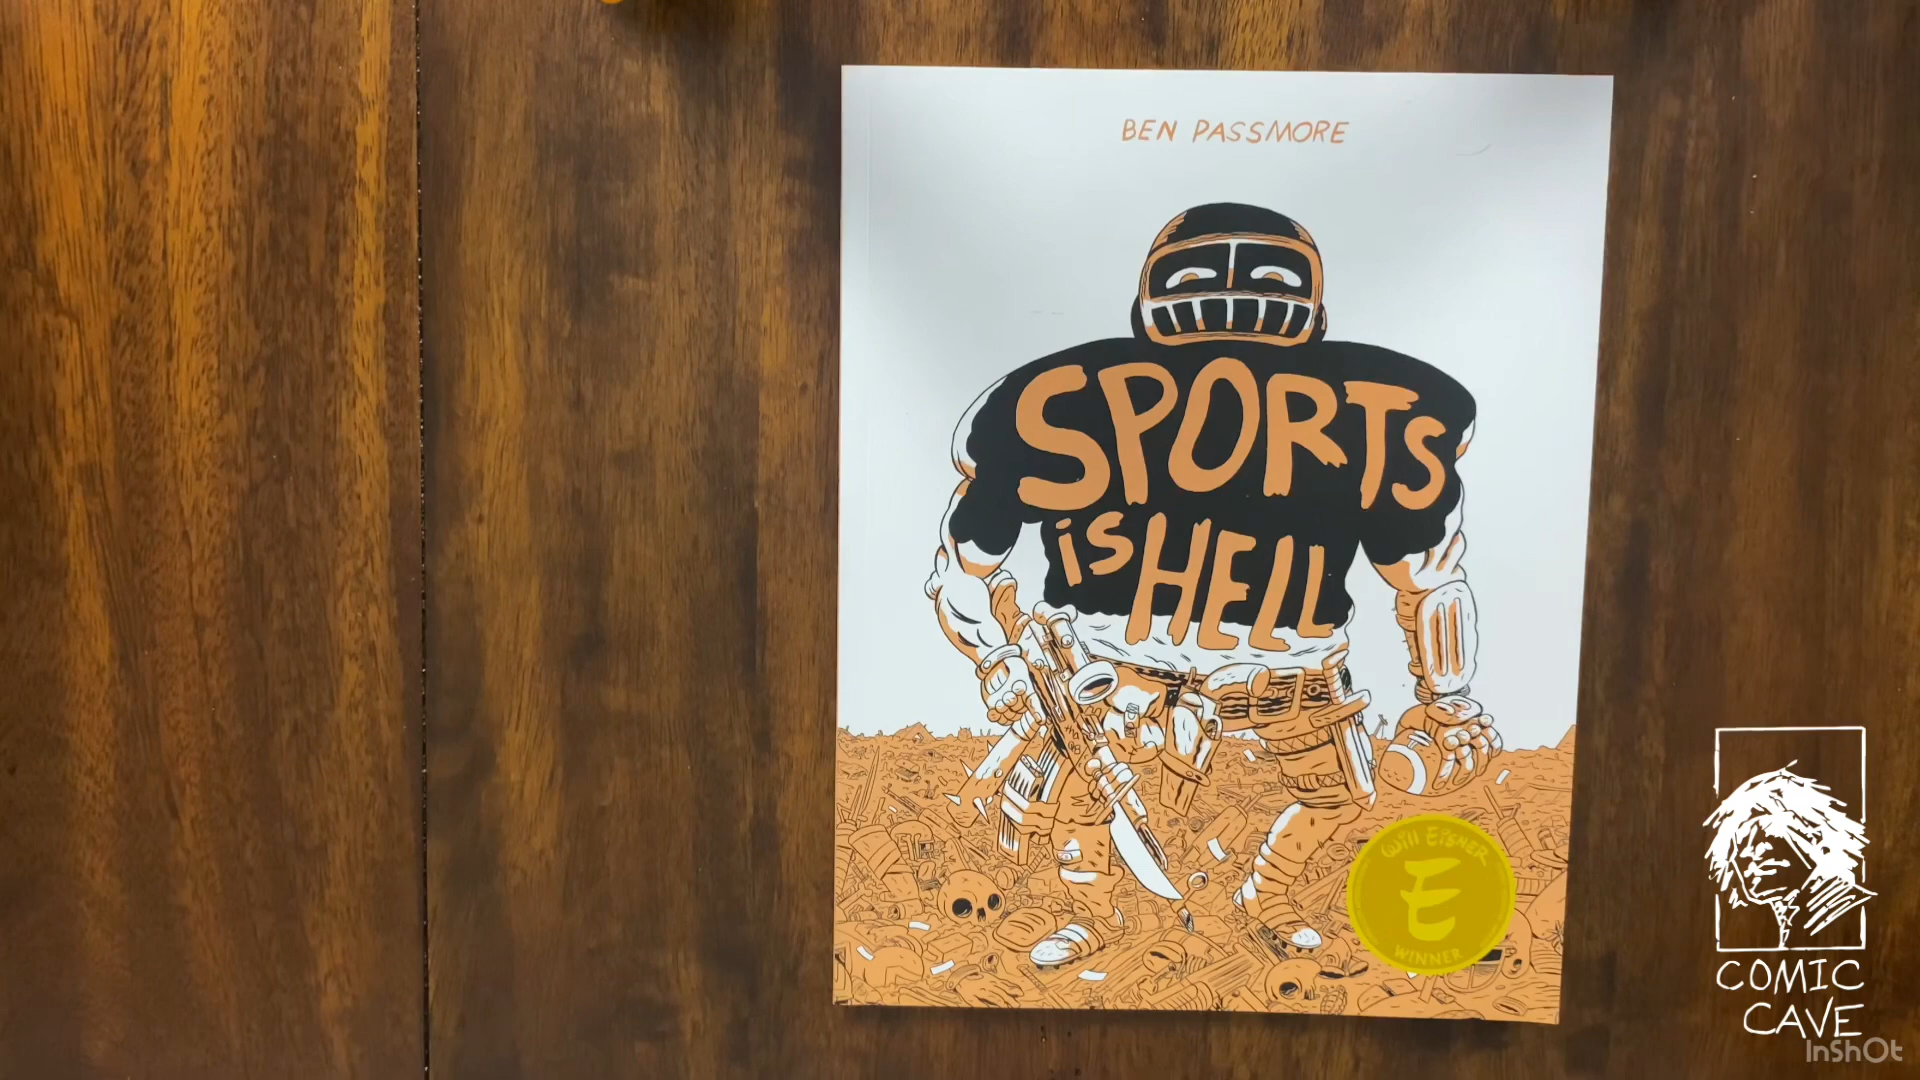 BEN PASSMORE
SPORTS
iS HELL
Will EiSNER
E
WINNER
COMIC
CAVE
InShOt